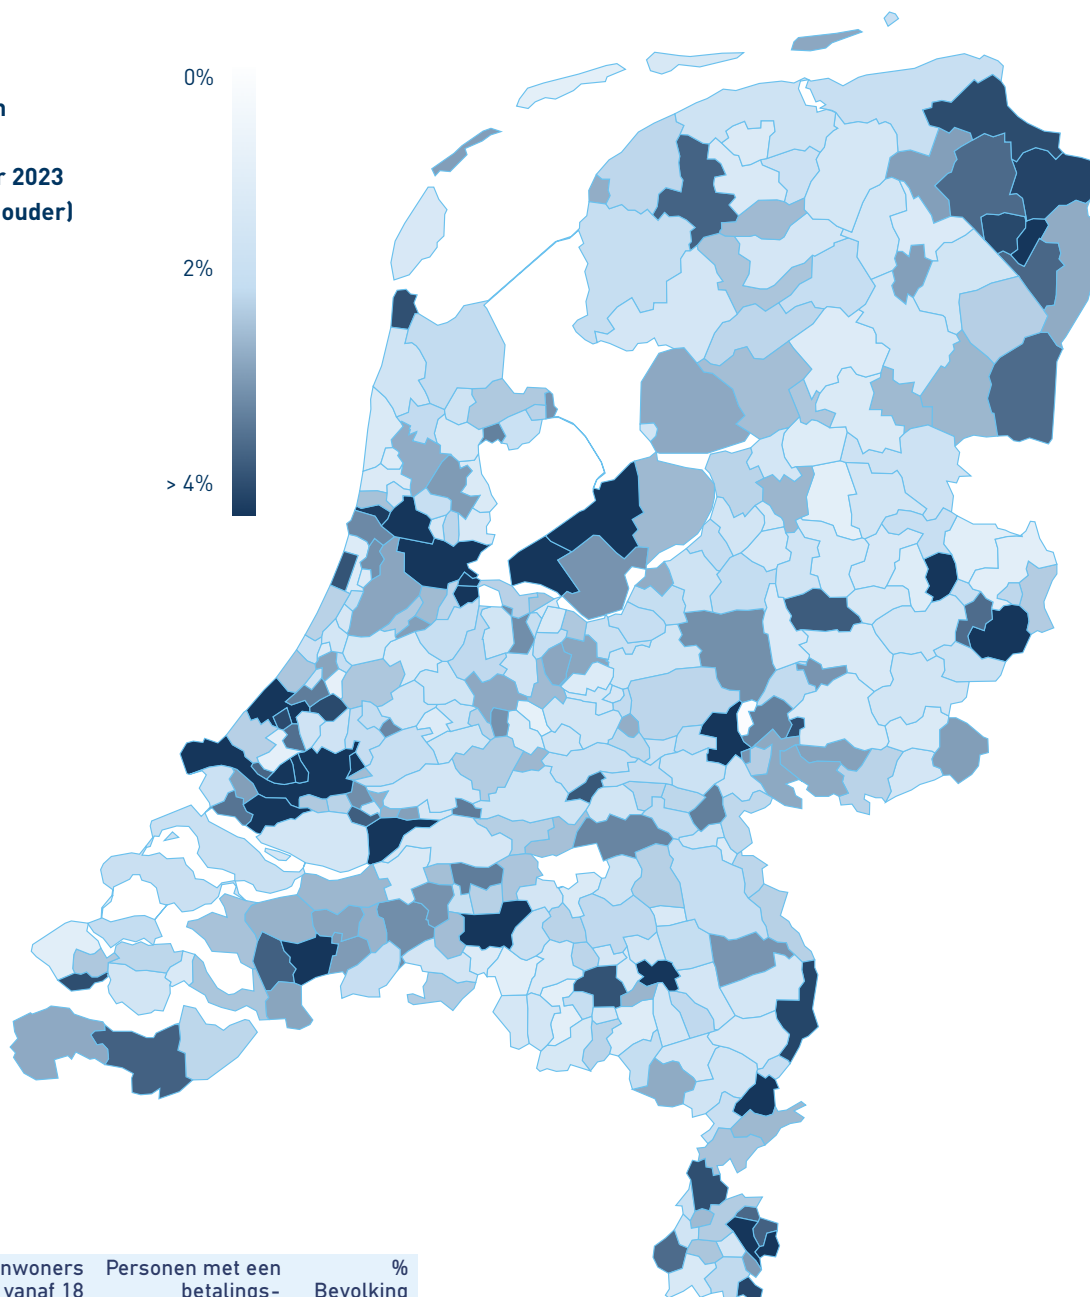 0%
r 2023
ouder)
2%
> 4%
nwoners Personen met een %
vanaf 18 betalings- Bevolking